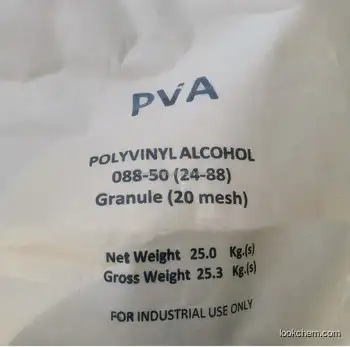 PVA
POLYVINYL ALCOHOL
088-50 (24-88)
Granule (20 mesh)
Net Weight 25.0 Kg.(s)
Gross Weight 25.3 Kg.(s)
FOR INDUSTRIAL USE ONLY
lookchem.com